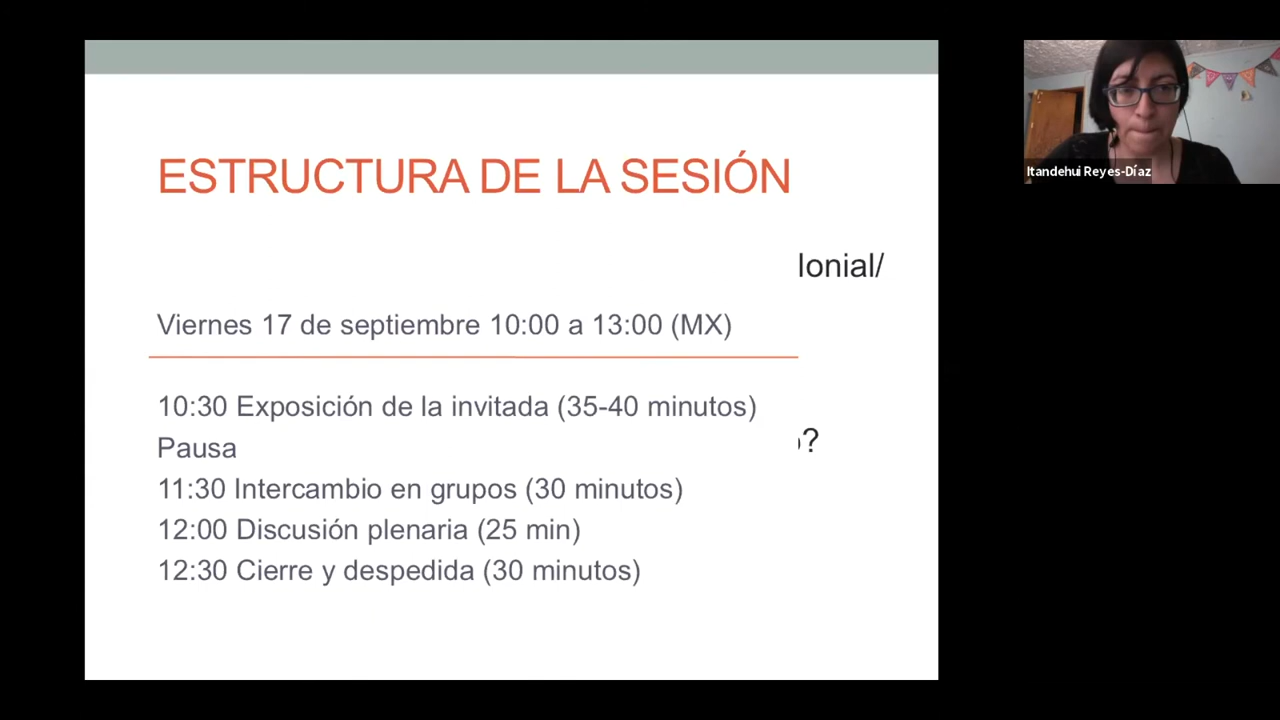 ESTRUCTURA DE LA SESIÓN
lonial/
Viernes 17 de septiembre 10:00 a 13:00 (MX)
10:30 Exposición de la invitada (35-40 minutos)
?
Pausa
11:30 Intercambio en grupos (30 minutos)
12:00 Discusión plenaria (25 min)
12:30 Cierre y despedida (30 minutos)
Itandehui Reyes-Díaz